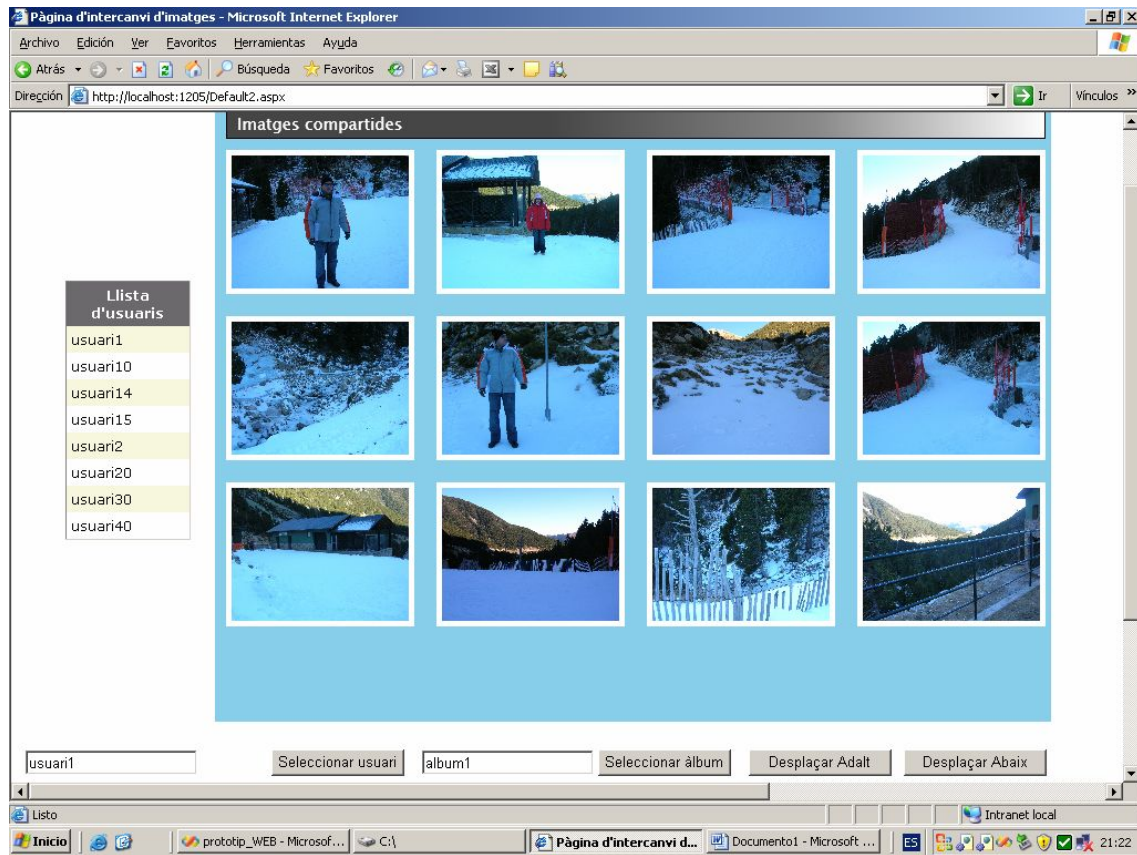 Pàgina d'intercanvi d'imatges - Microsoft Internet Explorer
Archivo Edición Ver Favoritos Herramientas Ayuda
Atrás Búsqueda Favoritos
Dirección http://localhost:1205/Default2.aspx Ir Vínculos »
Imatges compartides
Llista
d'usuaris
usuari1
usuari10
usuari14
usuari15
usuari2
usuari20
usuari30
usuari40
usuari1 Seleccionar usuari album1 Seleccionar àlbum Desplaçar Adalt Desplaçar Abaix
Listo Intranet local
Inicio prototip_WEB - Microsof... C:\ Pàgina d'intercanvi d... Documento1 - Microsoft ... ES 21:22